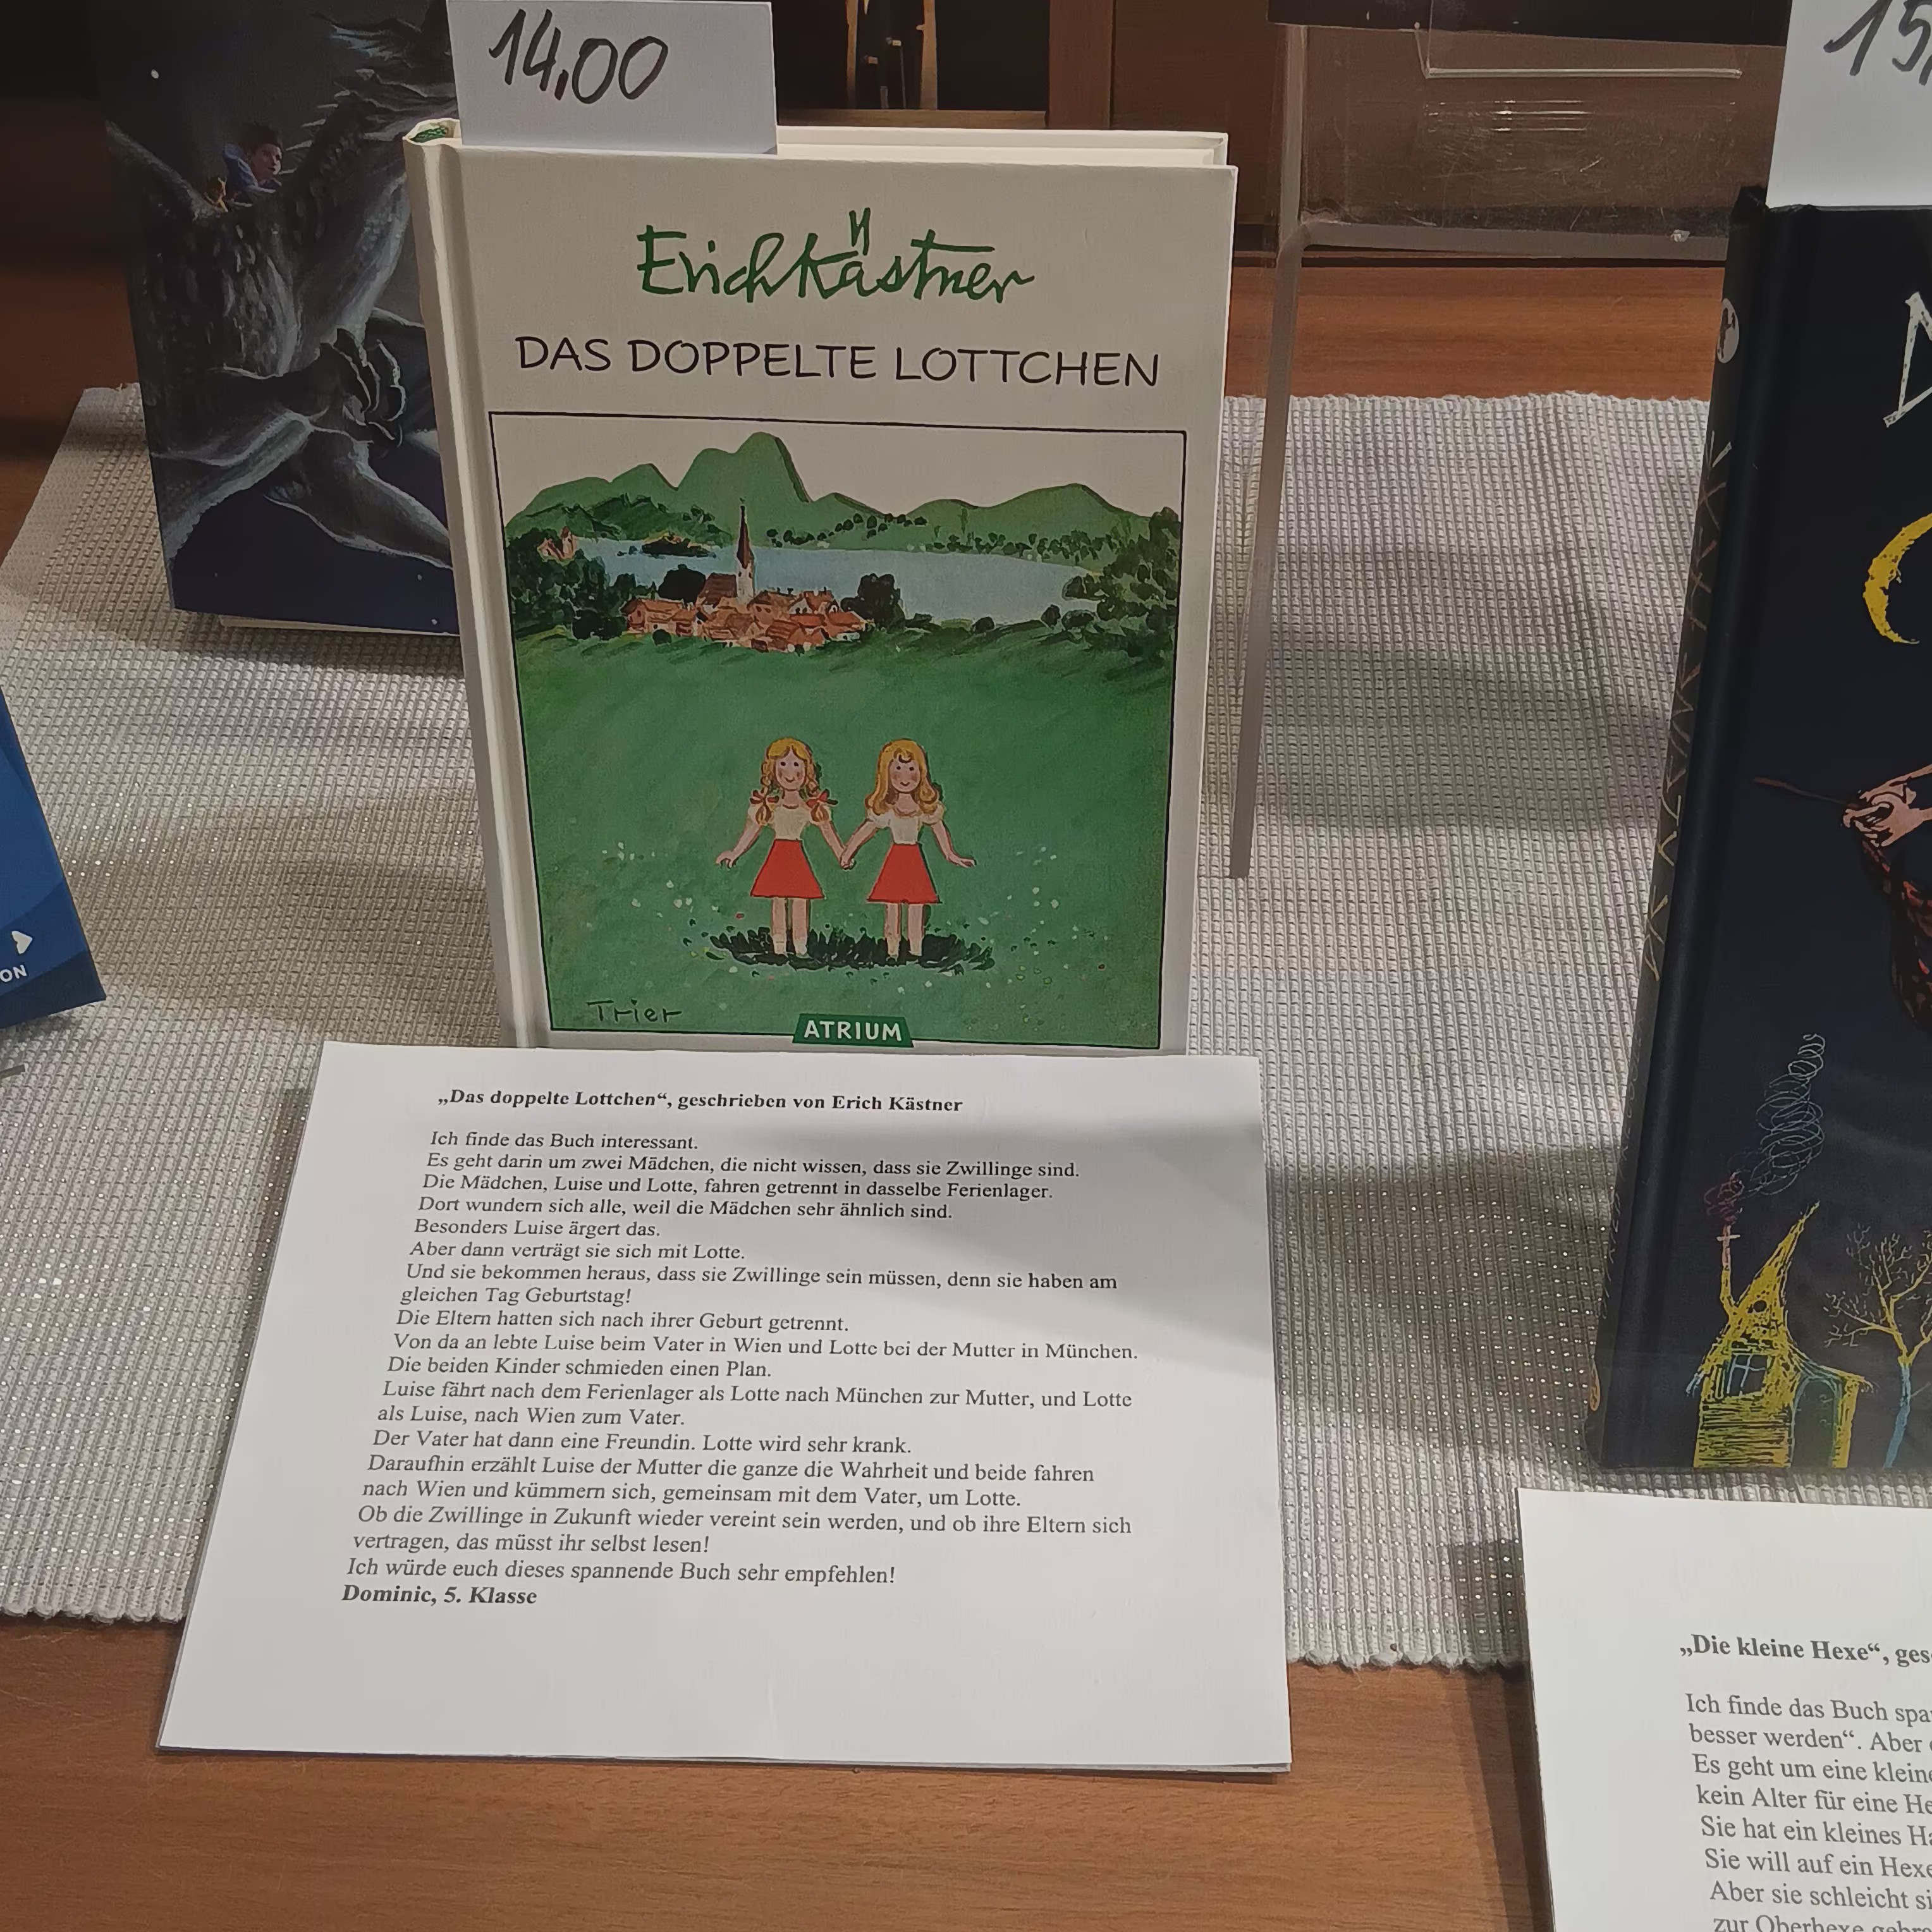 14,00
15,
Erich Kästner
DAS DOPPELTE LOTTCHEN
Trier
ATRIUM
ON
„Das doppelte Lottchen“, geschrieben von Erich Kästner
Ich finde das Buch interessant.
Es geht darin um zwei Mädchen, die nicht wissen, dass sie Zwillinge sind.
Die Mädchen, Luise und Lotte, fahren getrennt in dasselbe Ferienlager.
Dort wundern sich alle, weil die Mädchen sehr ähnlich sind.
Besonders Luise ärgert das.
Aber dann verträgt sie sich mit Lotte.
Und sie bekommen heraus, dass sie Zwillinge sein müssen, denn sie haben am
gleichen Tag Geburtstag!
Die Eltern hatten sich nach ihrer Geburt getrennt.
Von da an lebte Luise beim Vater in Wien und Lotte bei der Mutter in München.
Die beiden Kinder schmieden einen Plan.
Luise fährt nach dem Ferienlager als Lotte nach München zur Mutter, und Lotte
als Luise, nach Wien zum Vater.
Der Vater hat dann eine Freundin. Lotte wird sehr krank.
Daraufhin erzählt Luise der Mutter die ganze die Wahrheit und beide fahren
nach Wien und kümmern sich, gemeinsam mit dem Vater, um Lotte.
Ob die Zwillinge in Zukunft wieder vereint sein werden, und ob ihre Eltern sich
vertragen, das müsst ihr selbst lesen!
Ich würde euch dieses spannende Buch sehr empfehlen!
Dominic, 5. Klasse
„Die kleine Hexe“, ges
Ich finde das Buch spa
besser werden“. Aber
Es geht um eine klein
kein Alter für eine He
Sie hat ein kleines Ha
Sie will auf ein Hexe
Aber sie schleicht si
zur Oberhexe gebr